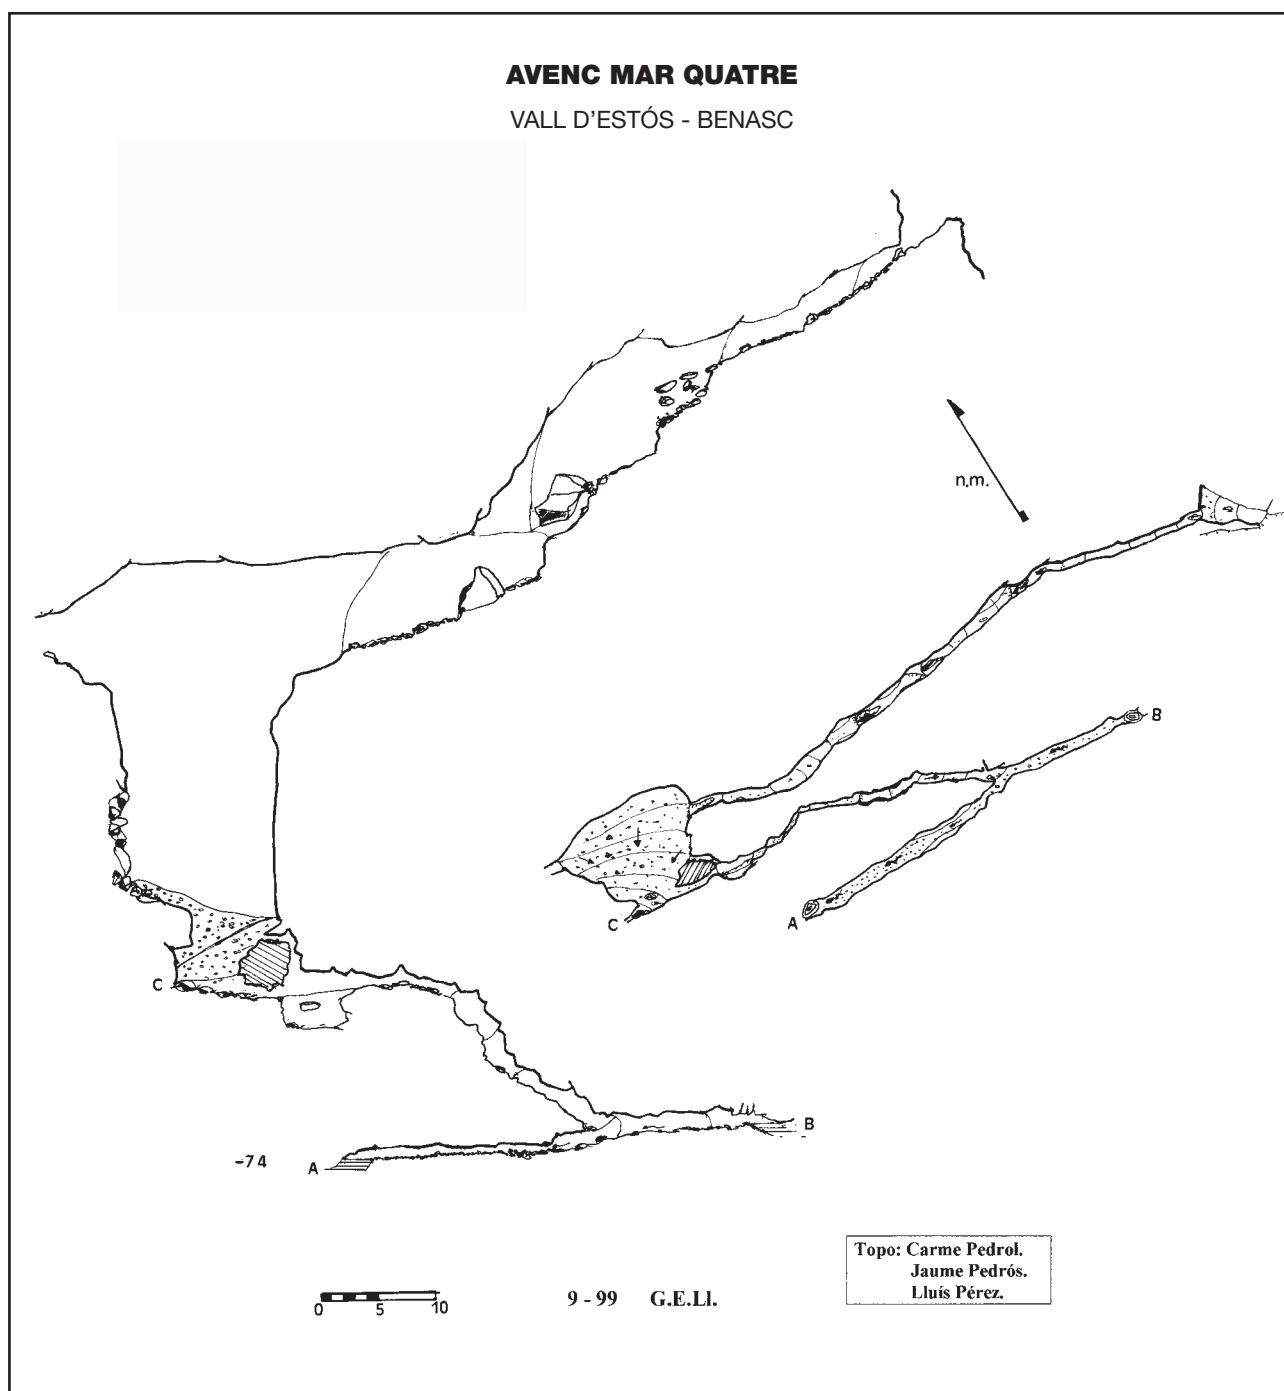 AVENC MAR QUATRE
VALL D'ESTÓS - BENASC
n.m.
B
C
A
C
B
-74 A
Topo: Carme Pedrol.
Jaume Pedrós.
Lluís Pérez.
0 5 10
9 - 99 G.E.Ll.